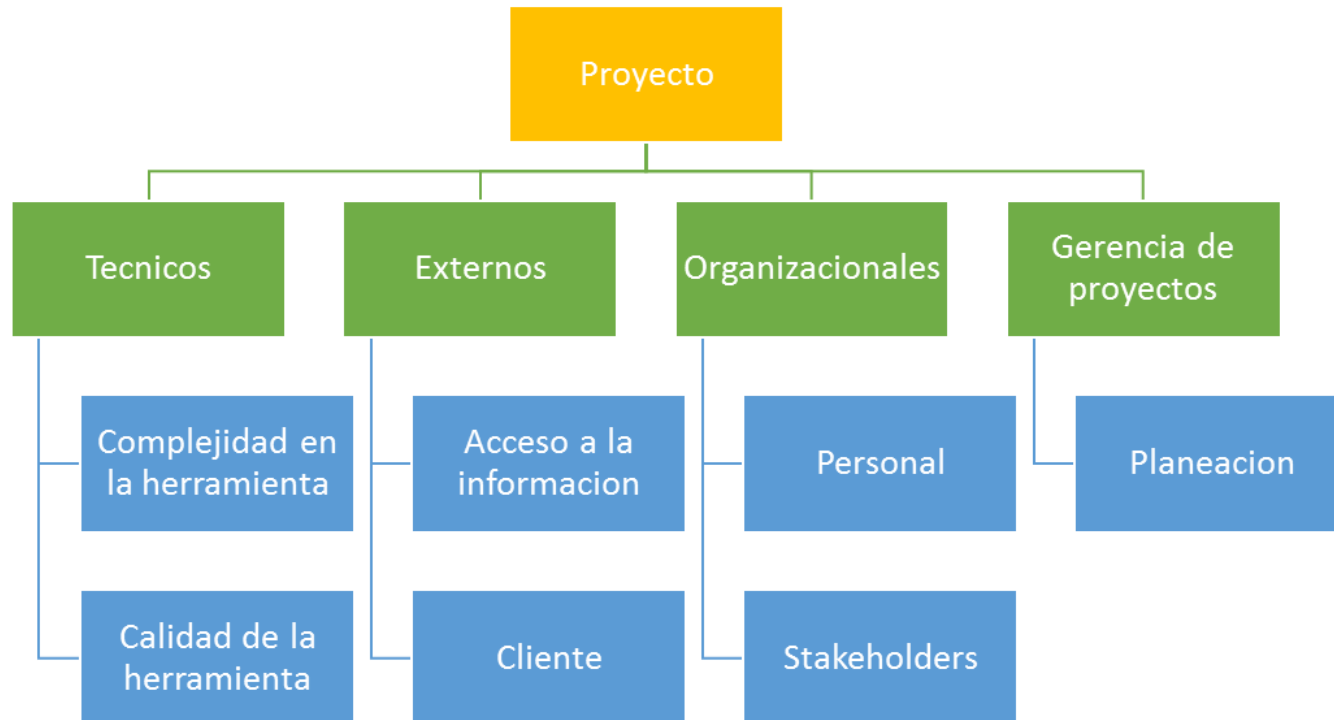 Proyecto
Tecnicos
Externos
Organizacionales
Gerencia de
proyectos
Complejidad en
la herramienta
Acceso a la
informacion
Personal
Planeacion
Calidad de la
herramienta
Cliente
Stakeholders